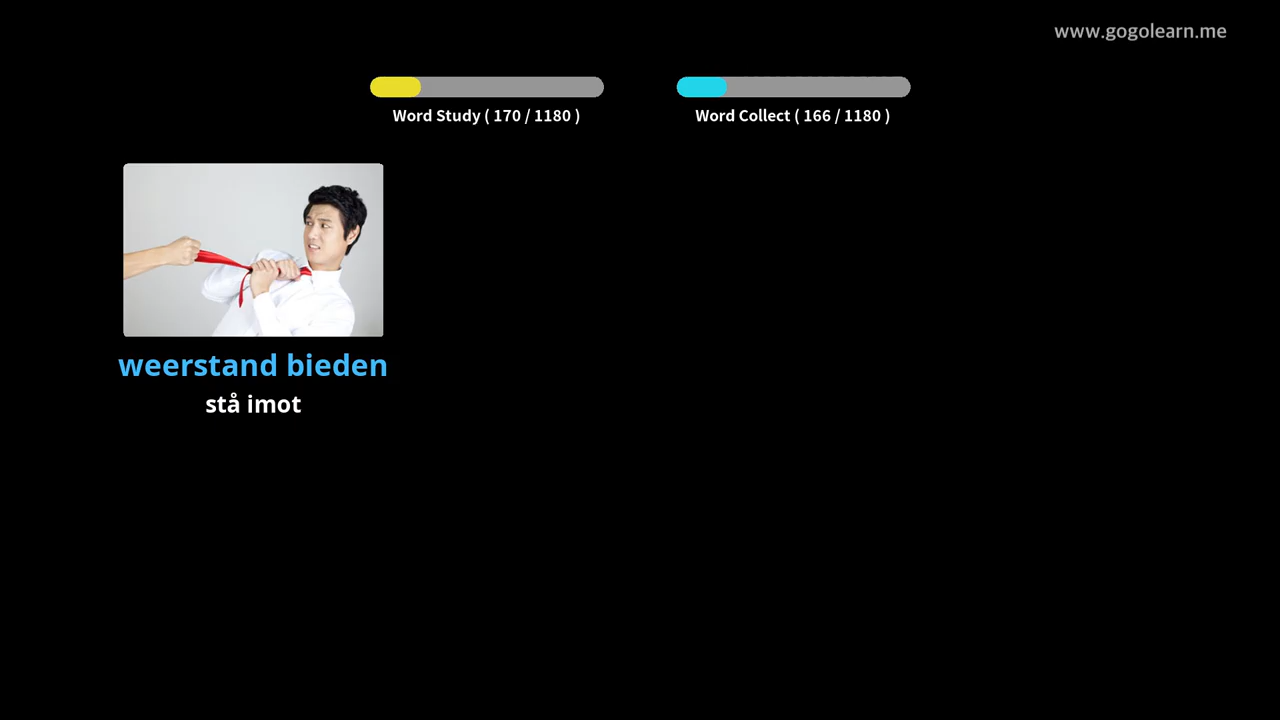 www.gogolearn.me
Word Study ( 170 / 1180 )
Word Collect ( 166 / 1180 )
weerstand bieden
stå imot